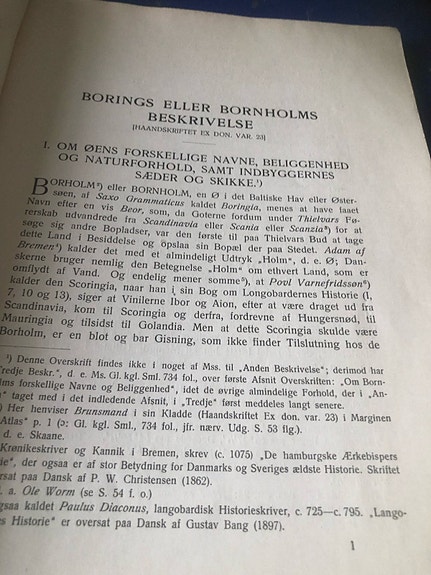 BORINGS ELLER BORNHOLMS
BESKRIVELSE
[HAANDSKRIFTET EX DON. VAR. 23]
I. OM ØENS FORSKELLIGE NAVNE, BELIGGENHED
OG NATURFORHOLD, SAMT INDBYGGERNES
SÆDER OG SKIKKE.¹)
BORHOLM²) eller BORNHOLM, en Ø i det Baltiske Hav eller Øster-
søen, af Saxo Grammaticus kaldet Boringia, menes at have faaet
Navn efter en vis Beor, som, da Goterne fordum under Thielvars Fø-
rerskab udvandrede fra Scandinavia eller Scania eller Scanzia³) for at
søge sig andre Bopladser, var den første til paa Thielvars Bud at tage
dette Land i Besiddelse og opslaa sin Bopæl der paa Stedet. Adam af
Bremen⁴) kalder det med et almindeligt Udtryk „Holm“, d. e. Ø; Dan-
skerne bruger nemlig den Betegnelse „Holm“ om ethvert Land, som er
omflydt af Vand. Og endelig mener somme⁵), at Povl Varnefridssøn⁶)
kalder den Scoringia, naar han i sin Bog om Longobardernes Historie (I,
7, 10 og 13), siger at Vinilerne Ibor og Aion, efter at være draget ud fra
Scandinavia, kom til Scoringia og derfra, fordrevne af Hungersnød, til
Mauringia og tilsidst til Golandia. Men at dette Scoringia skulde være
Borholm, er en blot og bar Gisning, som ikke finder Tilslutning hos de
¹) Denne Overskrift findes ikke i noget af Mss. til „Anden Beskrivelse“; derimod har
Tredje Beskr.“, d. e. Ms. Gl. kgl. Sml. 734 fol., over første Afsnit Overskriften: „Om Born-
lms forskellige Navne og Beliggenhed“, idet de øvrige almindelige Forhold, der i „An-
“ taget med i det indledende Afsnit, i „Tredje“ først meddeles langt senere.
) Her henviser Brunsmand i sin Kladde (Haandskriftet Ex don. var. 23) i Marginen
Atlas“ p. 1 (ɔ: Gl. kgl. Sml., 734 fol., jfr. nærv. Udg. S. 53 flg.).
d. e. Skaane.
Krønikeskriver og Kannik i Bremen, skrev (c. 1075) „De hamburgske Ærkebispers
ie“, der ogsaa er af stor Betydning for Danmarks og Sveriges ældste Historie. Skriftet
rsat paa Dansk af P. W. Christensen (1862).
l. a. Ole Worm (se S. 54 f. o.)
gsaa kaldet Paulus Diaconus, langobardisk Historieskriver, c. 725—c. 795. „Lango-
es Historie“ er oversat paa Dansk af Gustav Bang (1897).
1